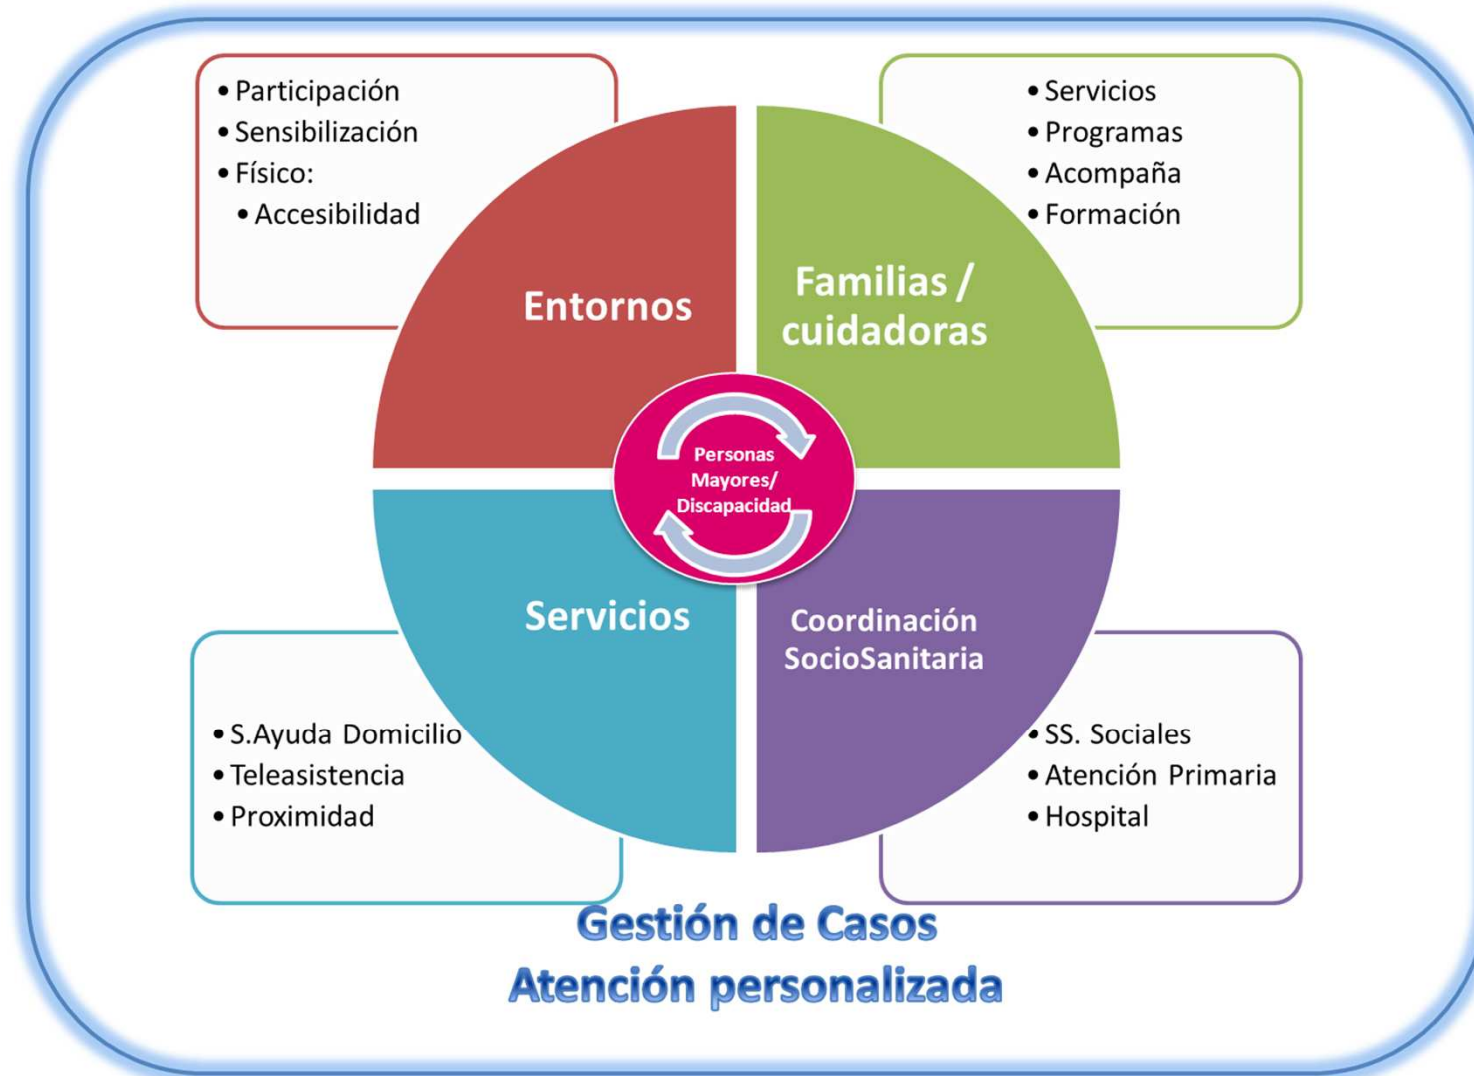 • Participación
• Sensibilización
• Físico:
• Accesibilidad
• Servicios
• Programas
• Acompaña
• Formación
Entornos
Familias /
cuidadoras
Personas
Mayores/
Discapacidad
Servicios
Coordinación
SocioSanitaria
• S.Ayuda Domicilio
• Teleasistencia
• Proximidad
• SS. Sociales
• Atención Primaria
• Hospital
Gestión de Casos
Atención personalizada